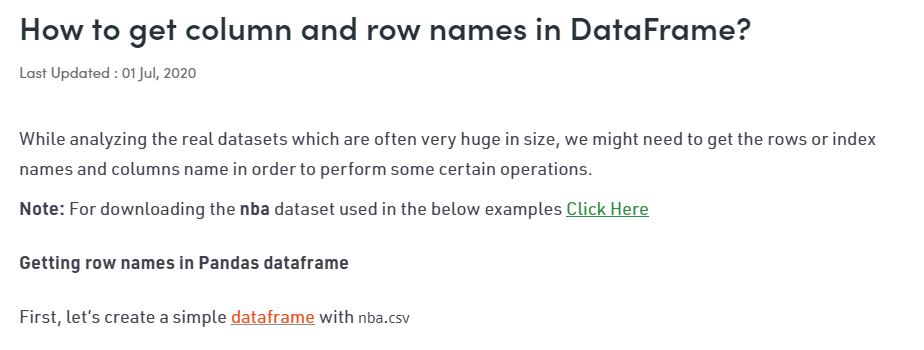 How to get column and row names in DataFrame?
Last Updated : 01 Jul, 2020
While analyzing the real datasets which are often very huge in size, we might need to get the rows or index
names and columns name in order to perform some certain operations.
Note: For downloading the nba dataset used in the below examples Click Here
Getting row names in Pandas dataframe
First, let’s create a simple dataframe with nba.csv